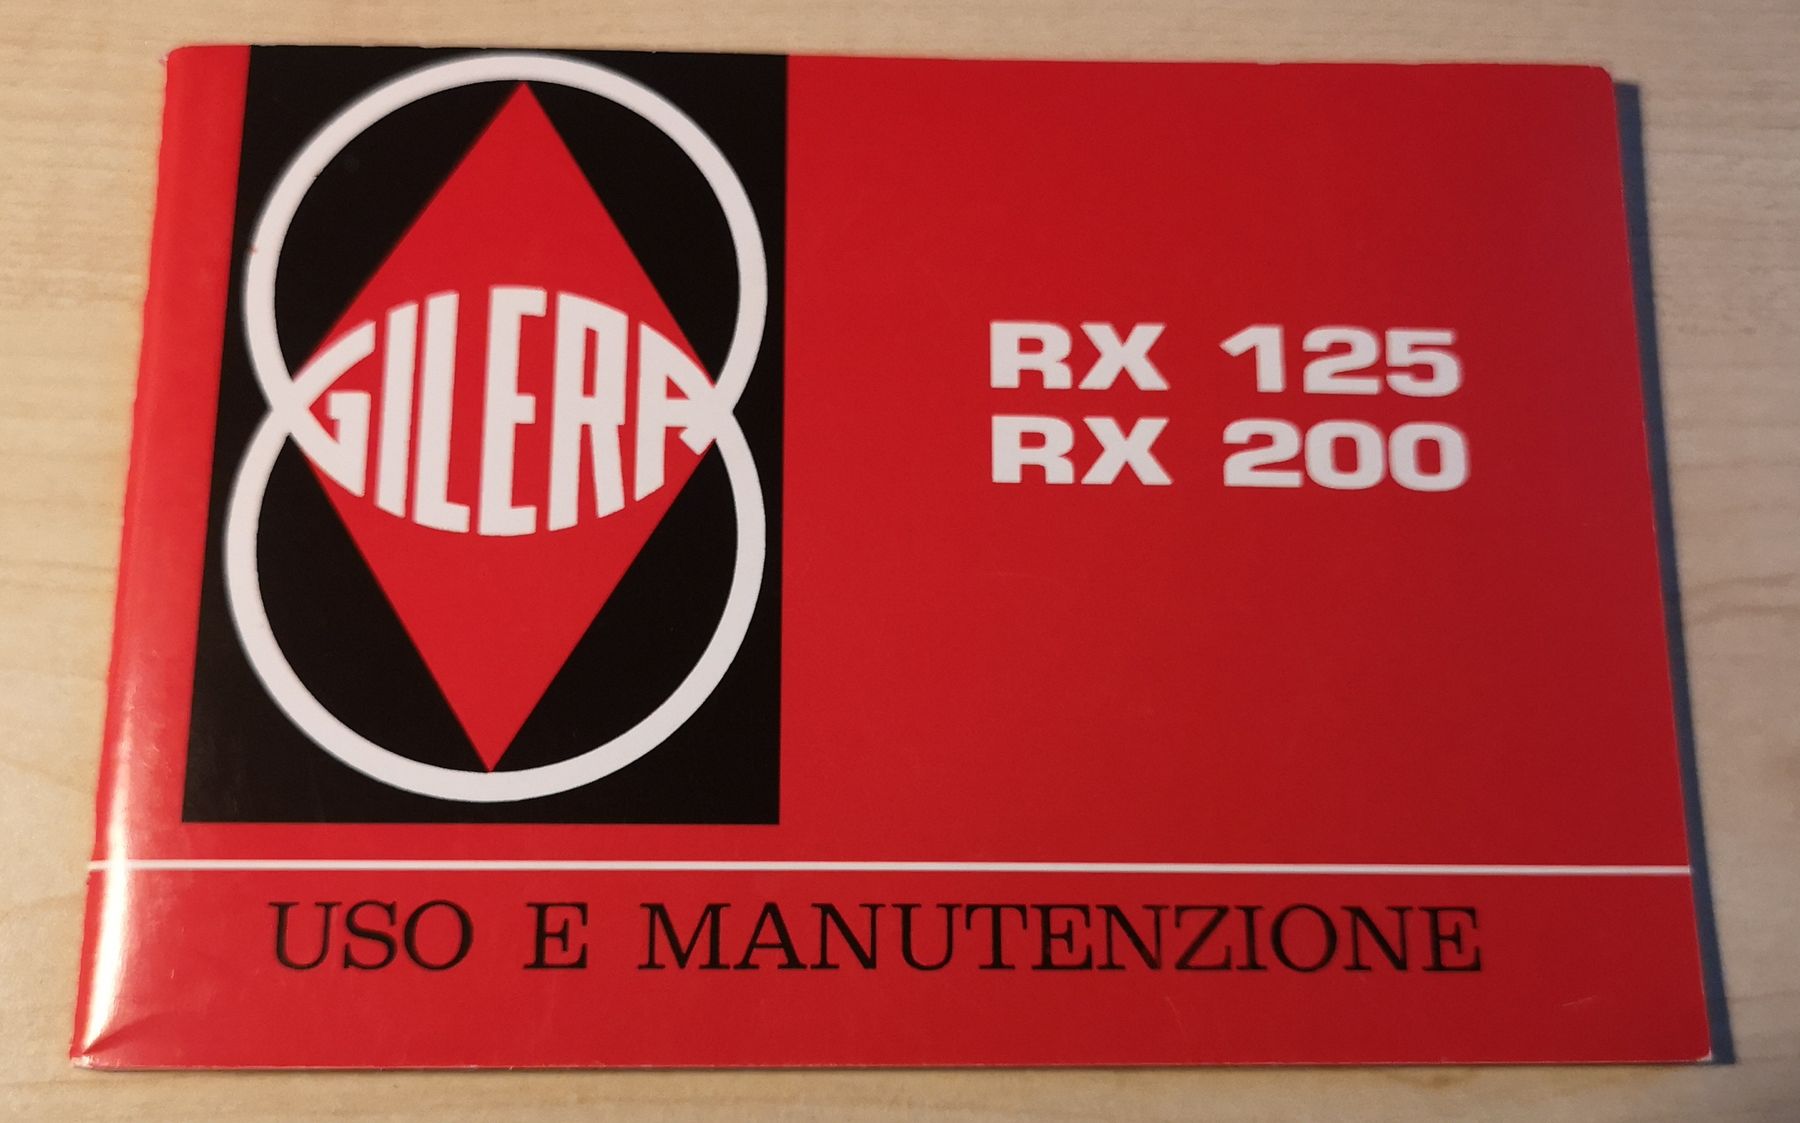 GILERA
RX 125
RX 200
USO E MANUTENZIONE